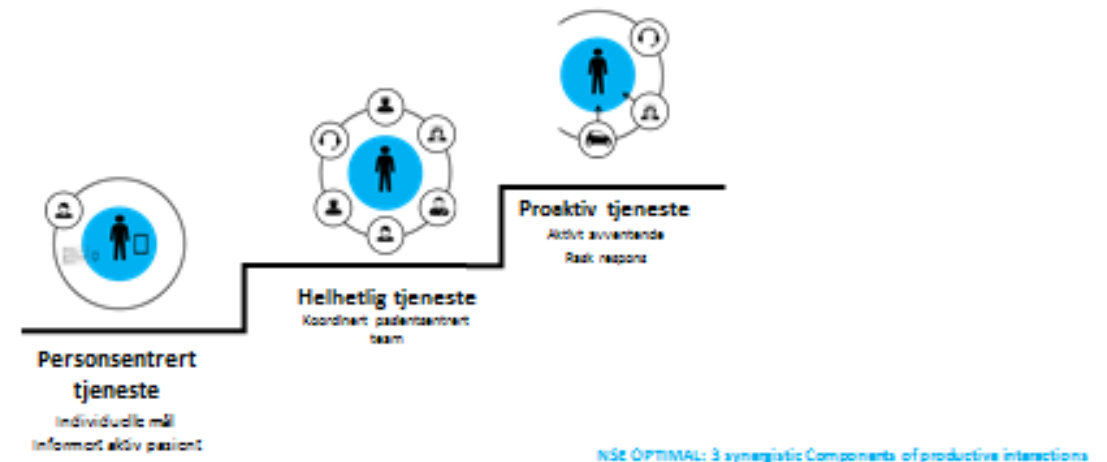 Personsentrert
tjeneste
Individuelle mål
Informert aktiv pasient
Helhetlig tjeneste
Koordinert pasientsentrert
team
Proaktiv tjeneste
Aktivt avventende
Rask respons
NSE OPTIMAL: 3 synergistic Components of productive interactions